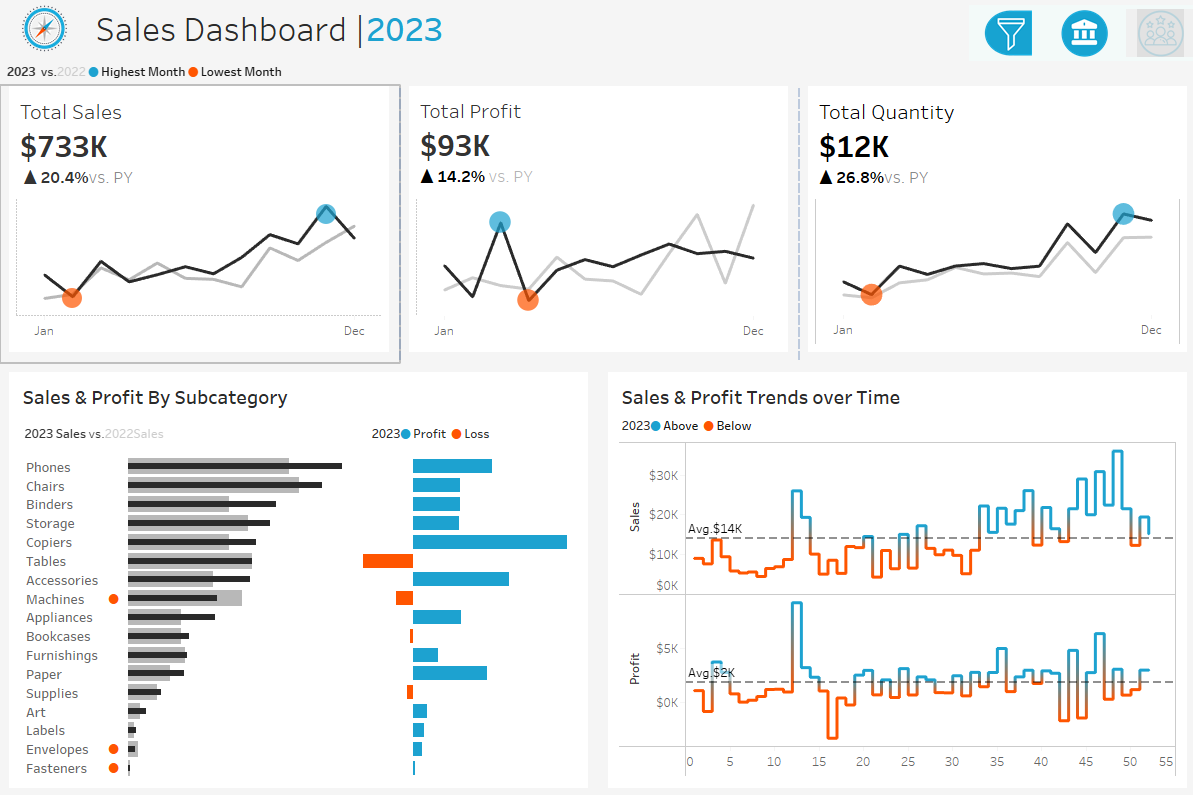 Sales Dashboard |2023
2023 vs.2022 Highest Month Lowest Month
Total Sales
$733K
▲ 20.4%vs. PY
Jan Dec
Total Profit
$93K
▲ 14.2% vs. PY
Jan Dec
Total Quantity
$12K
▲ 26.8%vs. PY
Jan Dec
Sales & Profit By Subcategory
2023 Sales vs.2022Sales
2023 Profit Loss
Phones
Chairs
Binders
Storage
Copiers
Tables
Accessories
Machines
Appliances
Bookcases
Furnishings
Paper
Supplies
Art
Labels
Envelopes
Fasteners
Sales & Profit Trends over Time
2023 Above Below
Sales
$30K
$20K
Avg.$14K
$10K
$0K
Profit
$5K
Avg.$2K
$0K
0 5 10 15 20 25 30 35 40 45 50 55